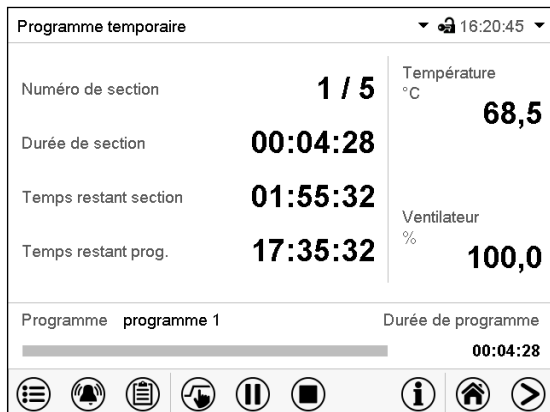 Programme temporaire 16:20:45
Numéro de section 1 / 5
Durée de section 00:04:28
Temps restant section 01:55:32
Temps restant prog. 17:35:32
Température
°C
68,5
Ventilateur
%
100,0
Programme programme 1 Durée de programme
00:04:28